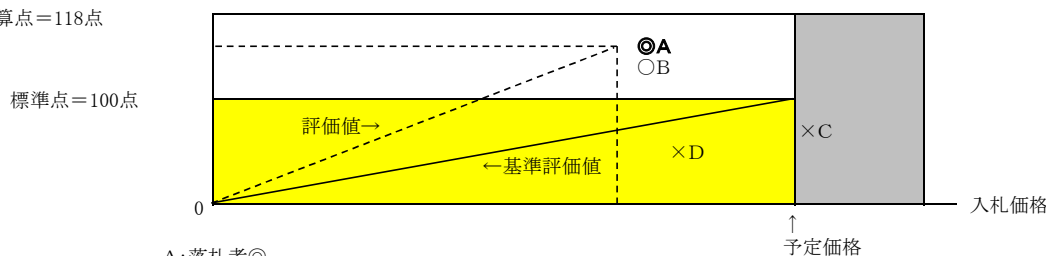 算点＝118点
◎A
○B
標準点＝100点
評価値→
×C
×D
←基準評価値
0
入札価格
↑
予定価格
A:落札者◎